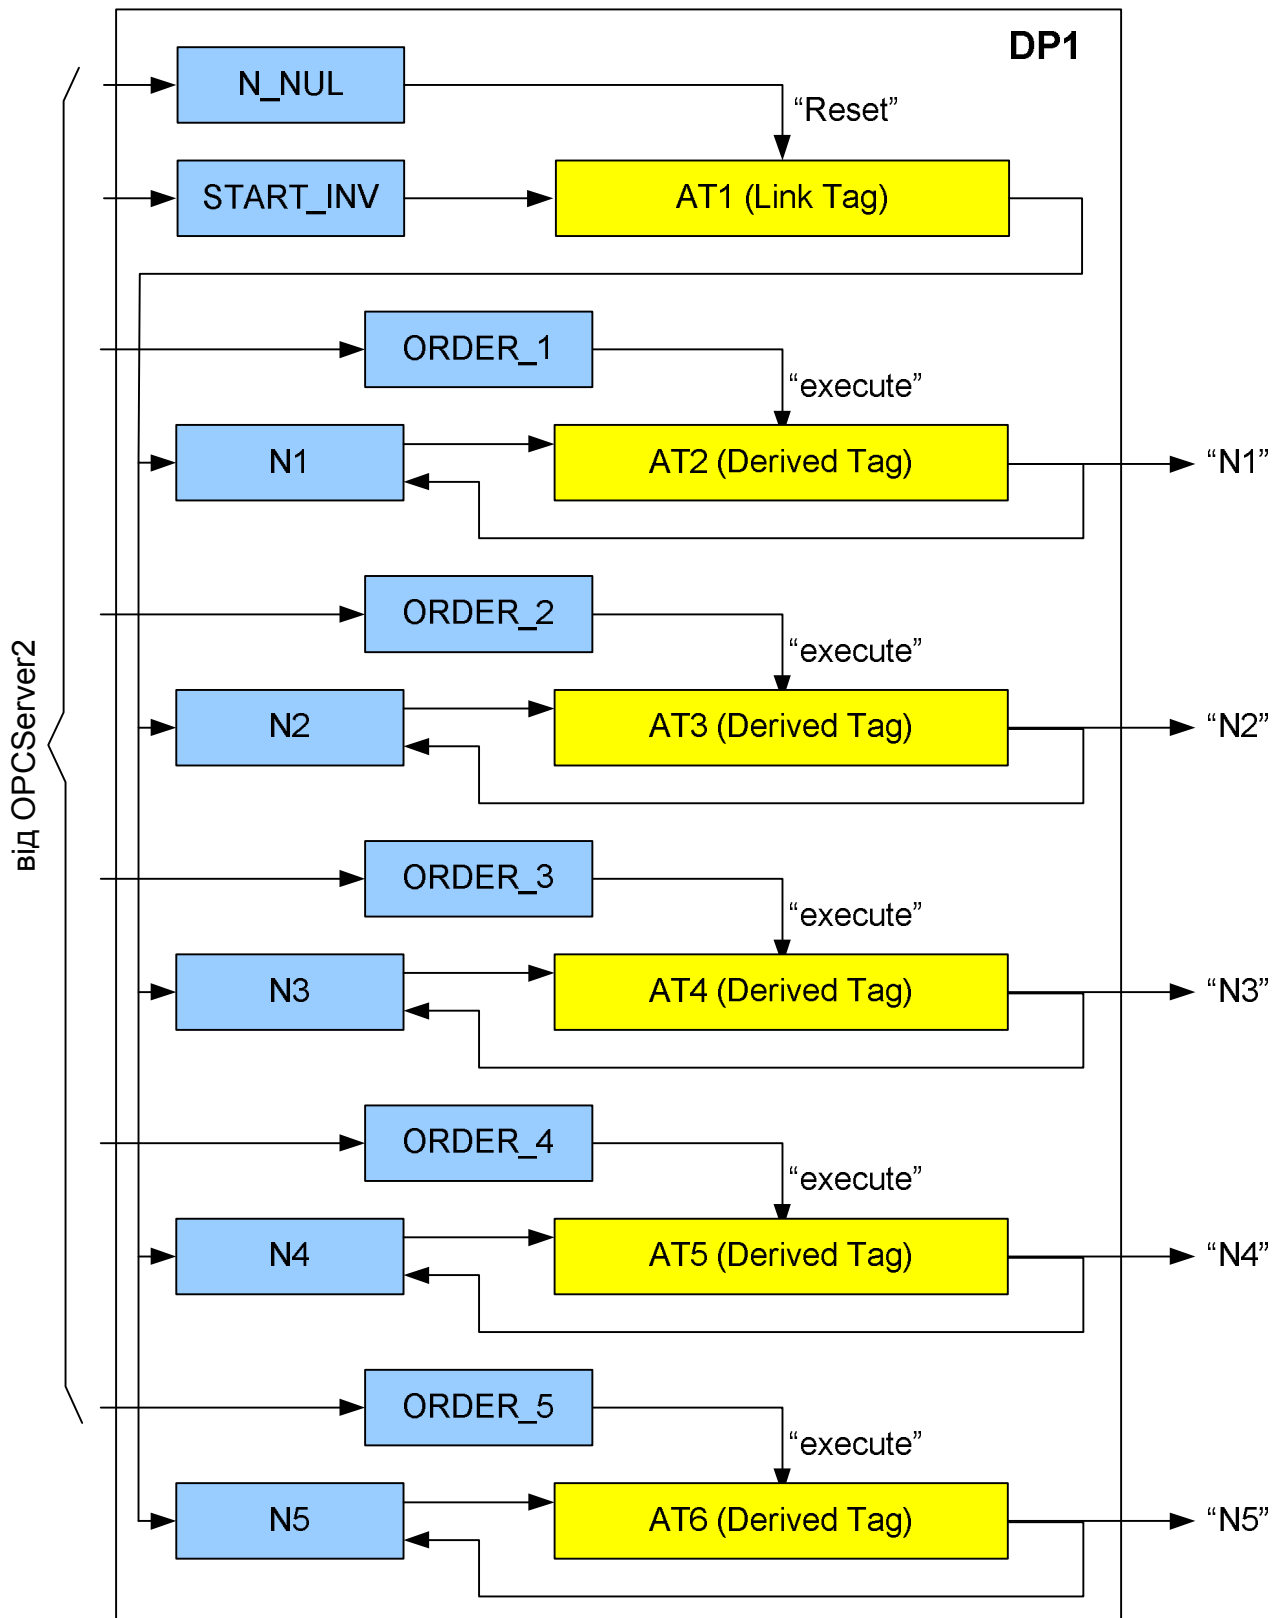 DP1
N_NUL
“Reset”
START_INV
AT1 (Link Tag)
ORDER_1
“execute”
N1
AT2 (Derived Tag)
“N1”
ORDER_2
“execute”
N2
AT3 (Derived Tag)
“N2”
від OPCServer2
ORDER_3
“execute”
N3
AT4 (Derived Tag)
“N3”
ORDER_4
“execute”
N4
AT5 (Derived Tag)
“N4”
ORDER_5
“execute”
N5
AT6 (Derived Tag)
“N5”